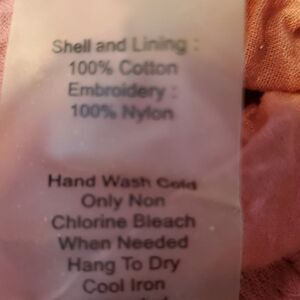 Shell and Lining :
100% Cotton
Embroidery :
100% Nylon
Hand Wash Cold
Only Non
Chlorine Bleach
When Needed
Hang To Dry
Cool Iron